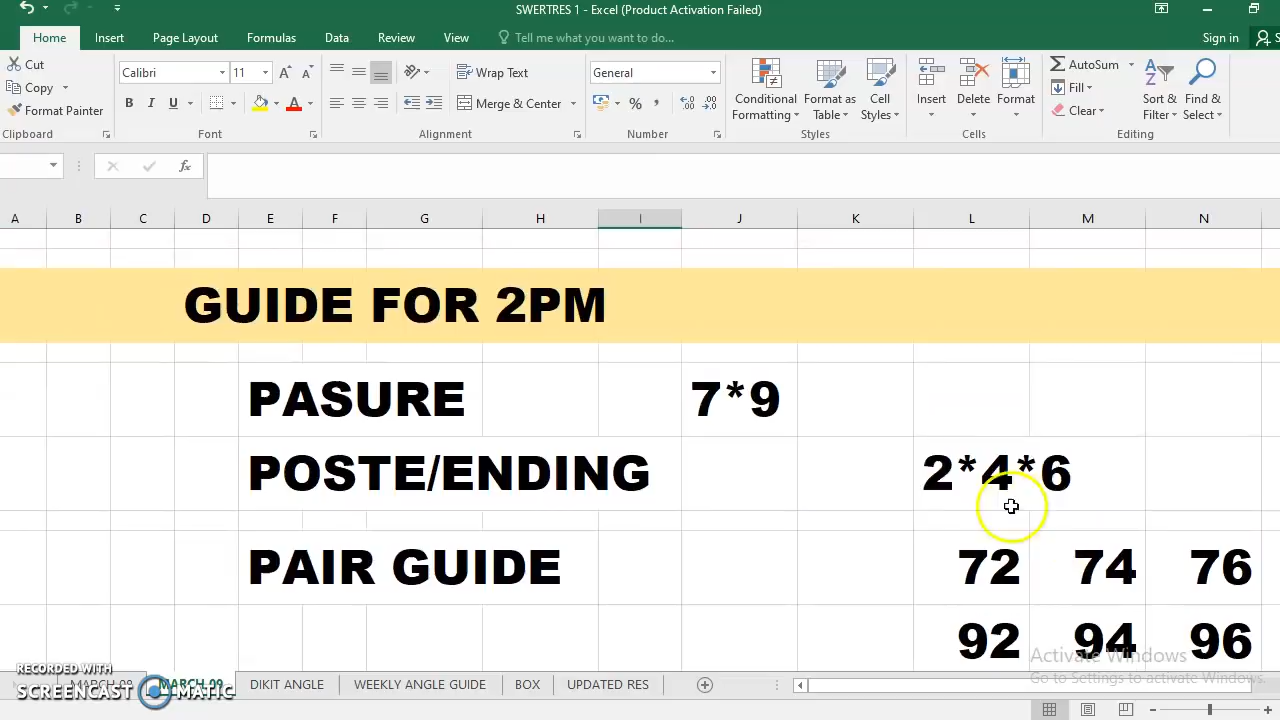 SWERTRES 1 - Excel (Product Activation Failed)
Home Insert Page Layout Formulas Data Review View Tell me what you want to do... Sign in
Cut
Copy
Format Painter
Calibri 11
B I U A
Wrap Text
Merge & Center
General
% ,
Conditional Formatting
Format as Table
Cell Styles
Insert
Delete
Format
AutoSum
Fill
Clear
Sort & Filter
Find & Select
Clipboard Font Alignment Number Styles Cells Editing
fx
A B C D E F G H I J K L M N
GUIDE FOR 2PM
PASURE 7*9
POSTE/ENDING 2*4*6
PAIR GUIDE 72 74 76
92 94 96
Activate Windows
Go to Settings to activate Windows.
RECORDED WITH
SCREENCAST MATIC
MARCH 09 DIKIT ANGLE WEEKLY ANGLE GUIDE BOX UPDATED RES